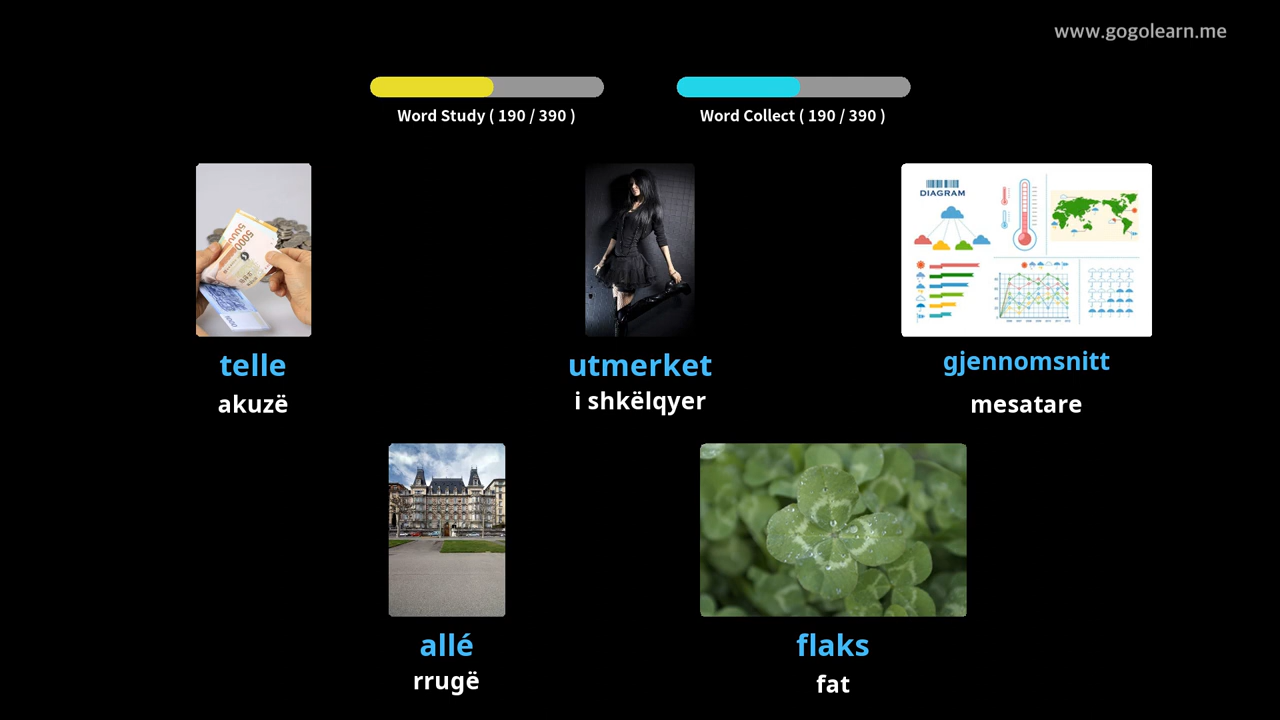 www.gogolearn.me
Word Study ( 190 / 390 )
Word Collect ( 190 / 390 )
DIAGRAM
telle
akuzë
utmerket
i shkëlqyer
gjennomsnitt
mesatare
allé
rrugë
flaks
fat